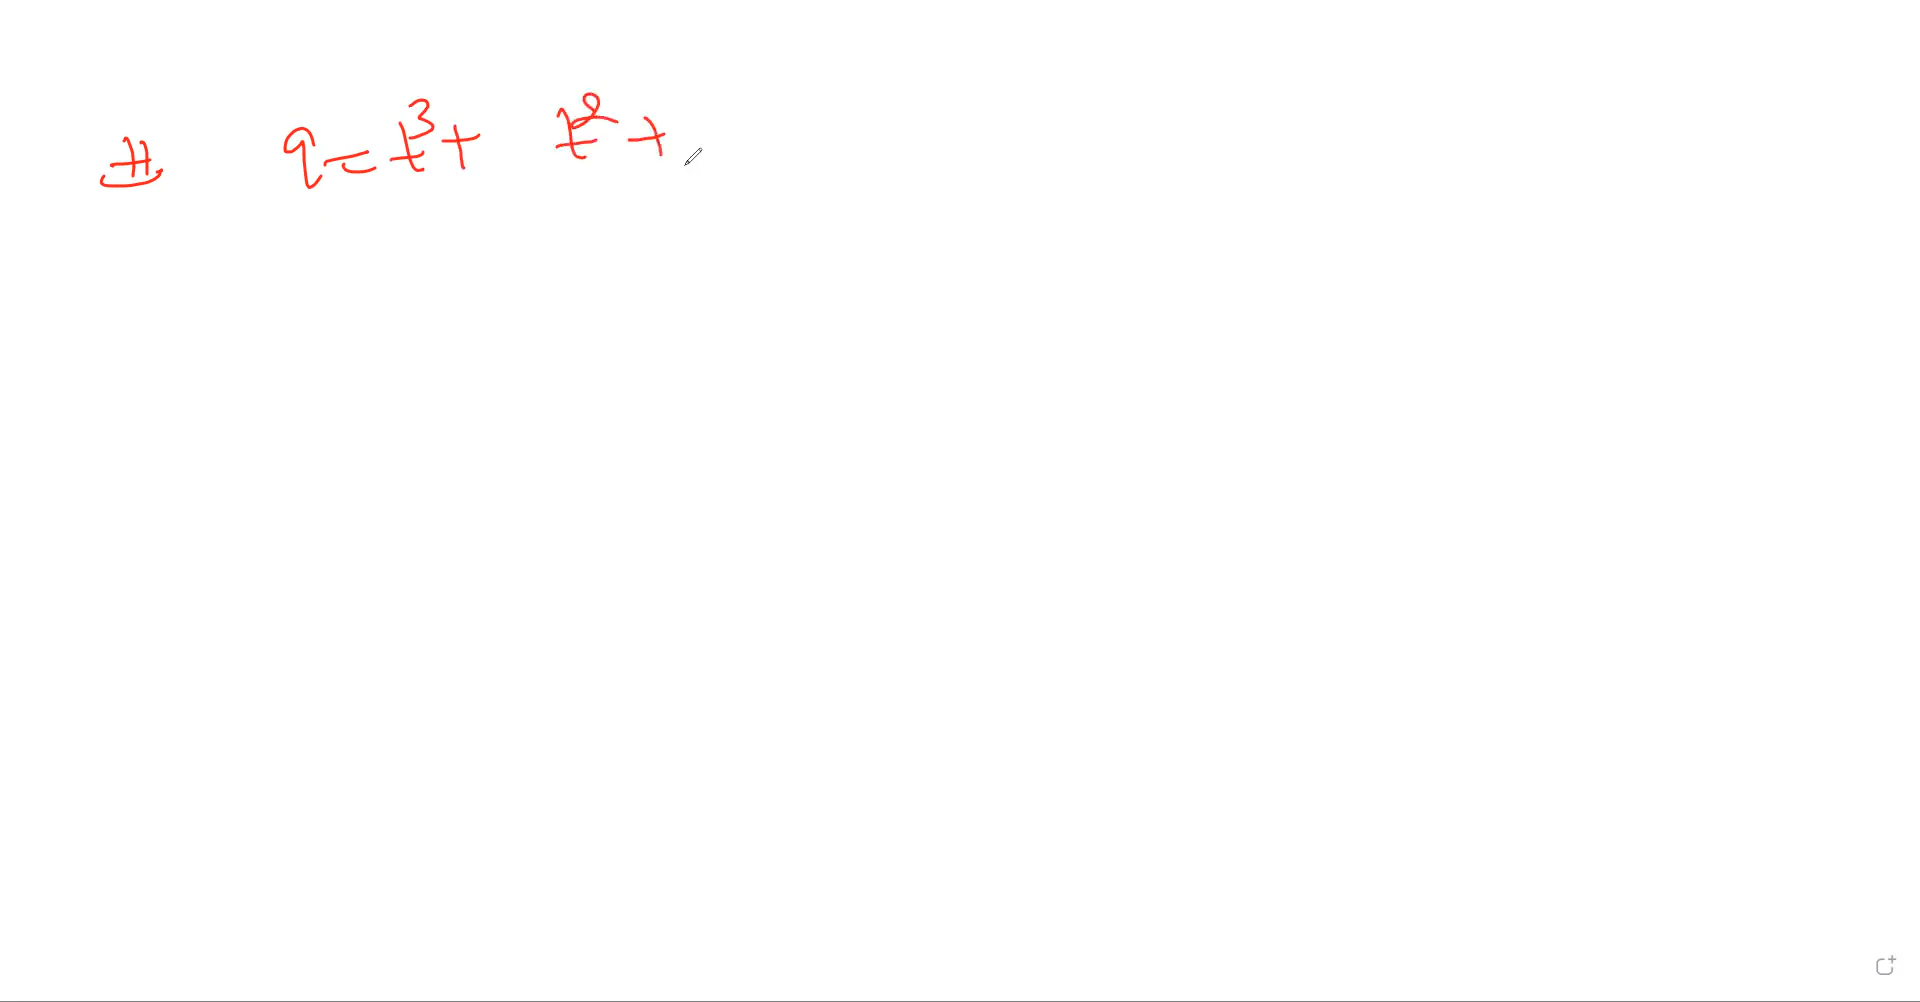 # q = t³ + t² +